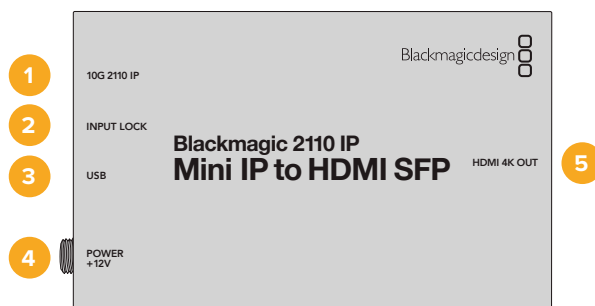 Blackmagicdesign
1
10G 2110 IP
2
INPUT LOCK
Blackmagic 2110 IP
Mini IP to HDMI SFP
3
USB
HDMI 4K OUT
5
4
POWER
+12V